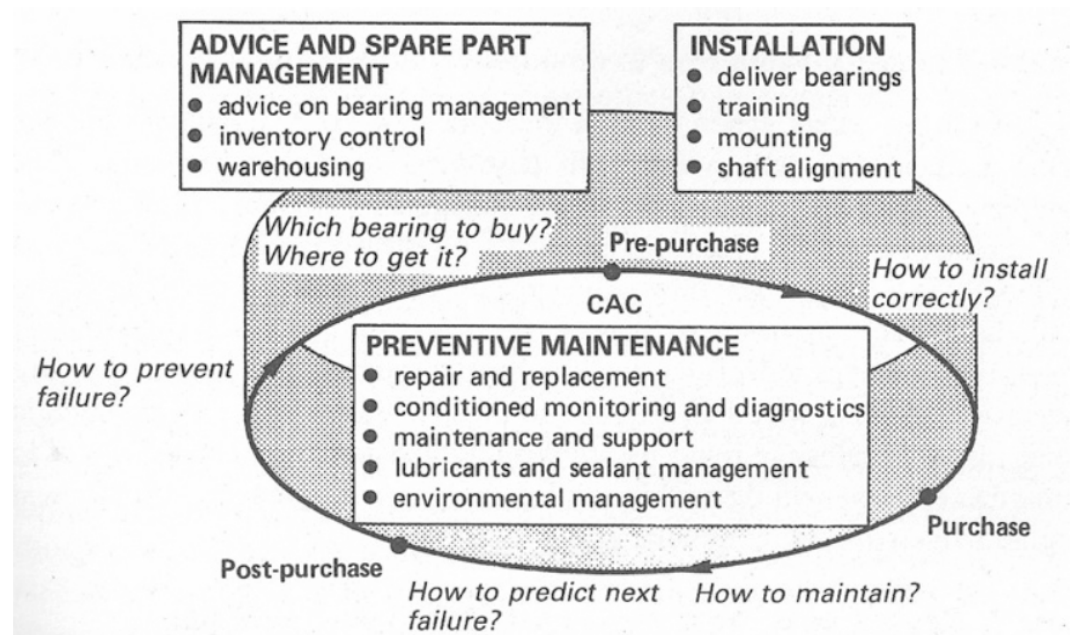 ADVICE AND SPARE PART
MANAGEMENT
● advice on bearing management
● inventory control
● warehousing
INSTALLATION
● deliver bearings
● training
● mounting
● shaft alignment
Which bearing to buy?
Where to get it?
Pre-purchase
How to install
correctly?
CAC
PREVENTIVE MAINTENANCE
● repair and replacement
● conditioned monitoring and diagnostics
● maintenance and support
● lubricants and sealant management
● environmental management
How to prevent
failure?
Purchase
Post-purchase
How to predict next
failure?
How to maintain?